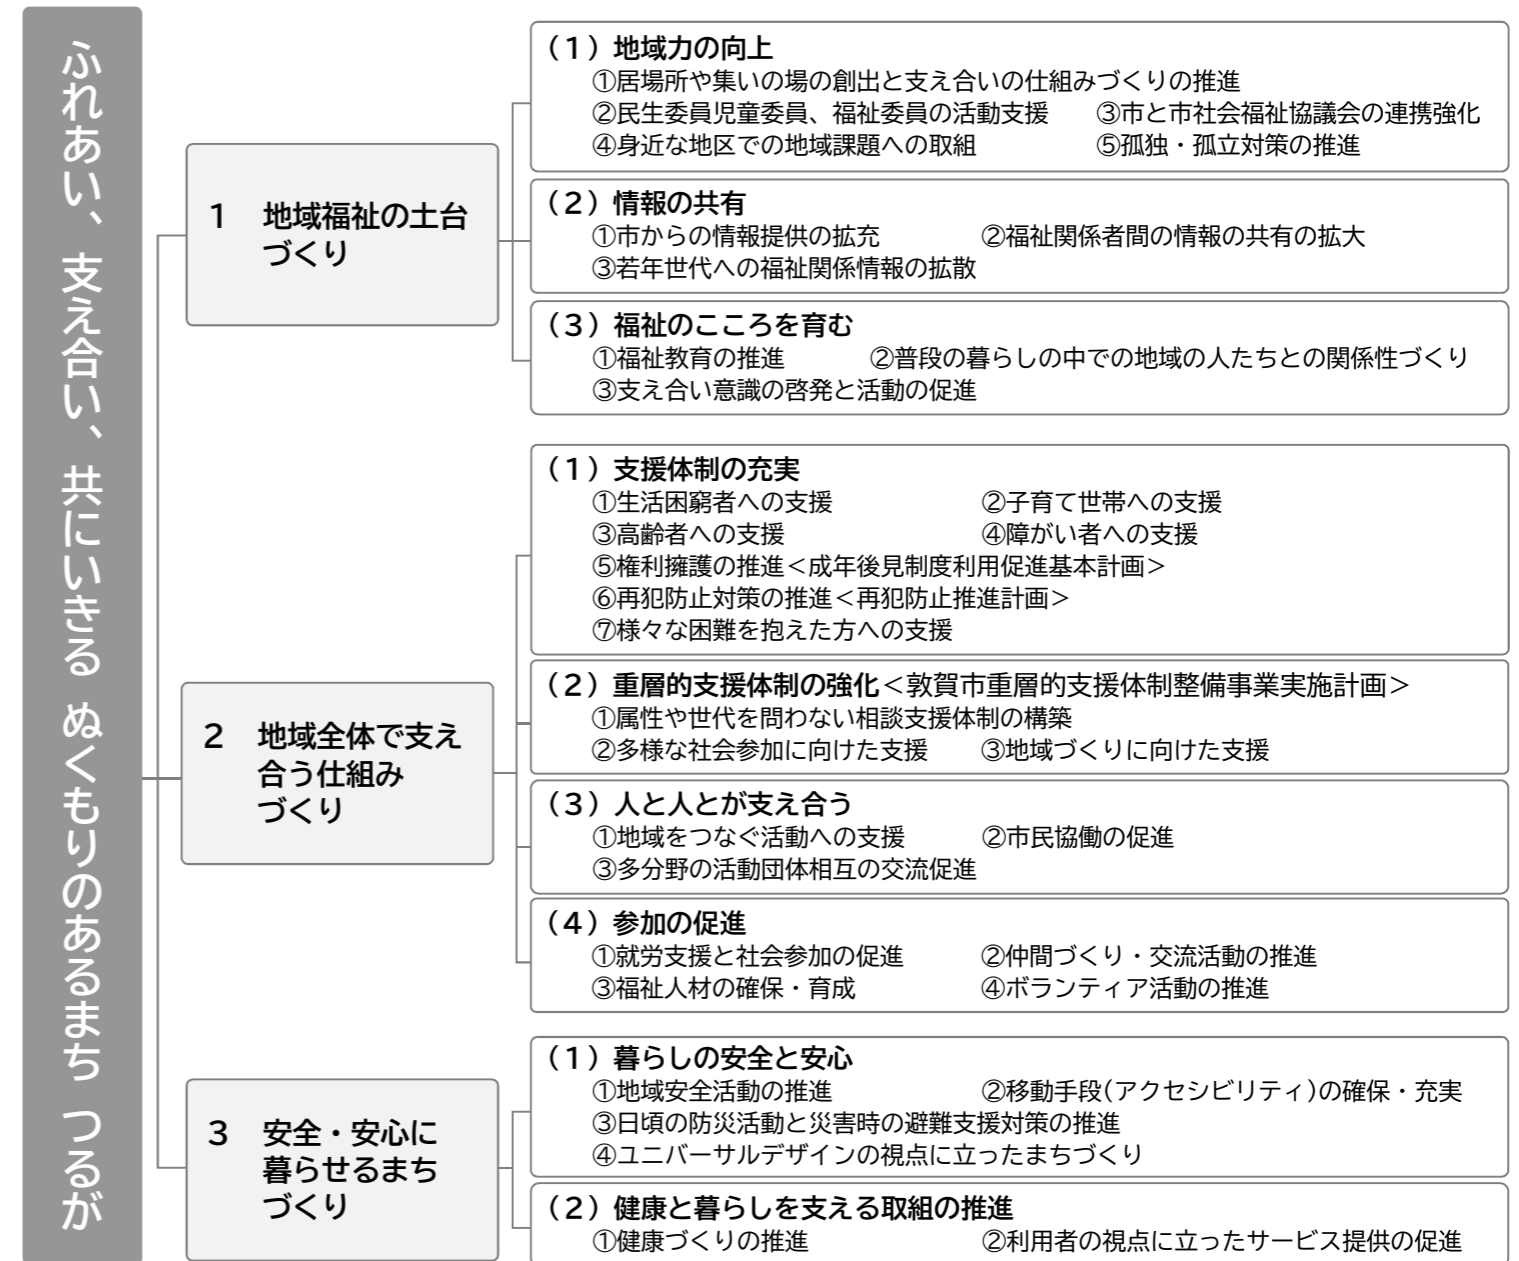 ふれあい、支え合い、共にいきる ぬくもりのあるまち つるが
1 地域福祉の土台
づくり
(1)地域力の向上
①居場所や集いの場の創出と支え合いの仕組みづくりの推進
②民生委員児童委員、福祉委員の活動支援 ③市と市社会福祉協議会の連携強化
④身近な地区での地域課題への取組 ⑤孤独・孤立対策の推進
(2)情報の共有
①市からの情報提供の拡充 ②福祉関係者間の情報の共有の拡大
③若年世代への福祉関係情報の拡散
(3)福祉のこころを育む
①福祉教育の推進 ②普段の暮らしの中での地域の人たちとの関係性づくり
③支え合い意識の啓発と活動の促進
2 地域全体で支え
合う仕組み
づくり
(1)支援体制の充実
①生活困窮者への支援 ②子育て世帯への支援
③高齢者への支援 ④障がい者への支援
⑤権利擁護の推進<成年後見制度利用促進基本計画>
⑥再犯防止対策の推進<再犯防止推進計画>
⑦様々な困難を抱えた方への支援
(2)重層的支援体制の強化<敦賀市重層的支援体制整備事業実施計画>
①属性や世代を問わない相談支援体制の構築
②多様な社会参加に向けた支援 ③地域づくりに向けた支援
(3)人と人とが支え合う
①地域をつなぐ活動への支援 ②市民協働の促進
③多分野の活動団体相互の交流促進
(4)参加の促進
①就労支援と社会参加の促進 ②仲間づくり・交流活動の推進
③福祉人材の確保・育成 ④ボランティア活動の推進
3 安全・安心に
暮らせるまち
づくり
(1)暮らしの安全と安心
①地域安全活動の推進 ②移動手段(アクセシビリティ)の確保・充実
③日頃の防災活動と災害時の避難支援対策の推進
④ユニバーサルデザインの視点に立ったまちづくり
(2)健康と暮らしを支える取組の推進
①健康づくりの推進 ②利用者の視点に立ったサービス提供の促進